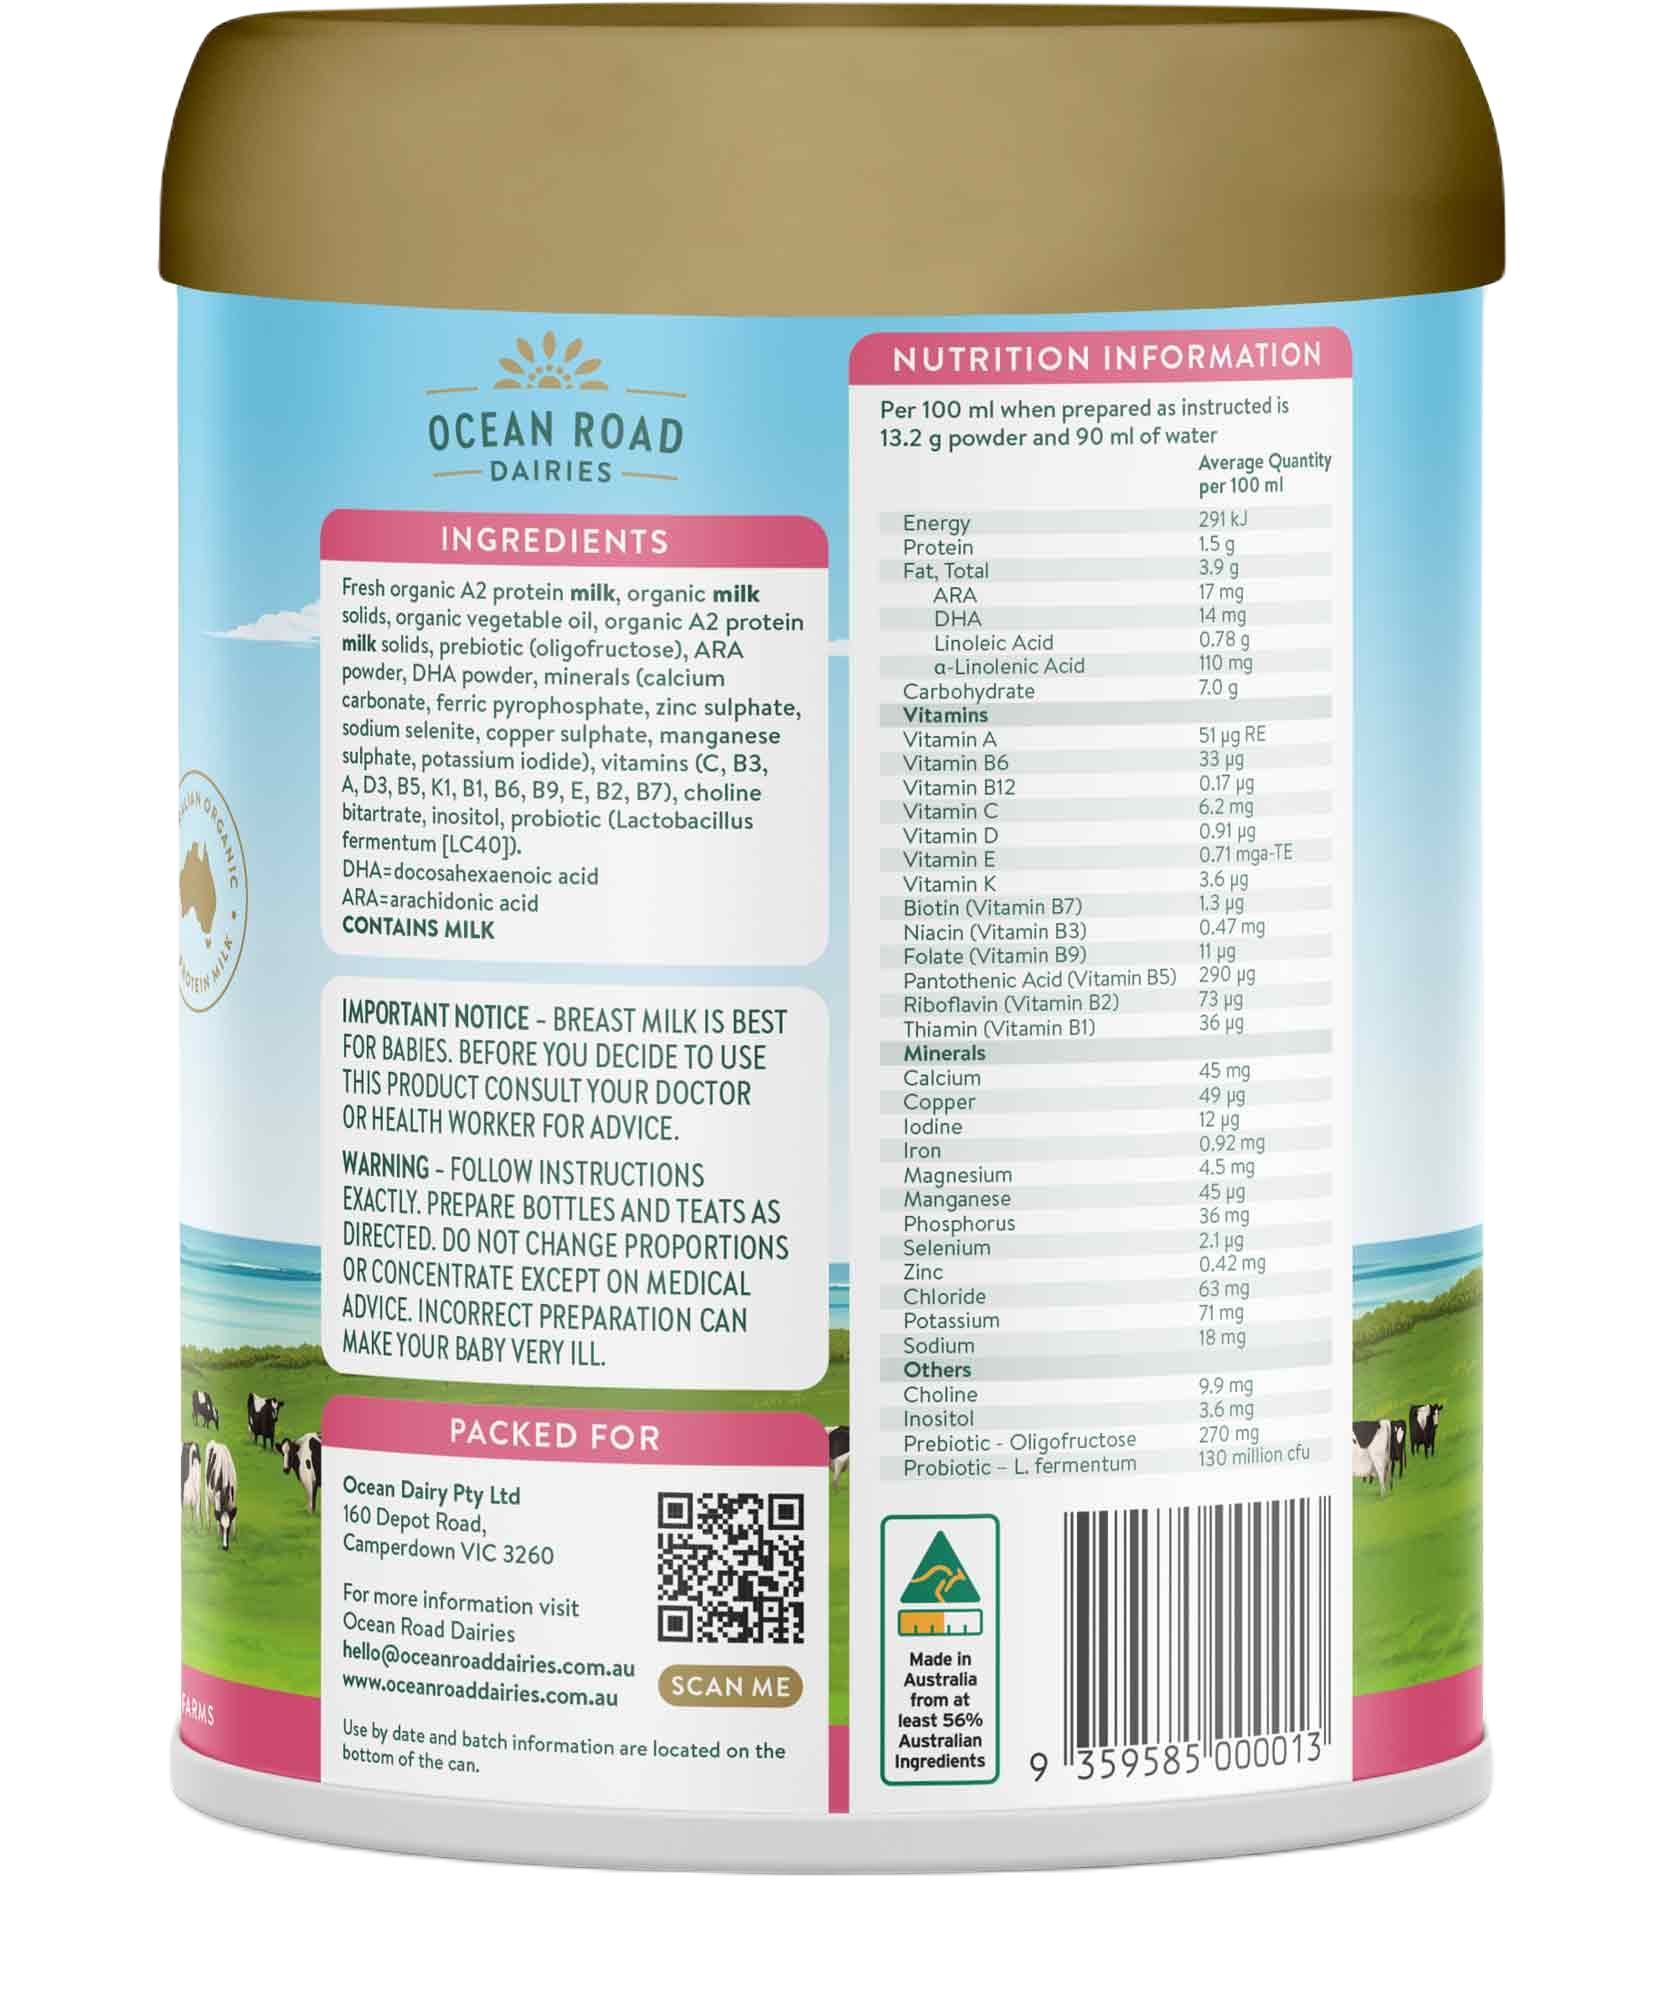 OCEAN ROAD
DAIRIES
INGREDIENTS
Fresh organic A2 protein milk, organic milk
solids, organic vegetable oil, organic A2 protein
milk solids, prebiotic (oligofructose), ARA
powder, DHA powder, minerals (calcium
carbonate, ferric pyrophosphate, zinc sulphate,
sodium selenite, copper sulphate, manganese
sulphate, potassium iodide), vitamins (C, B3,
A, D3, B5, K1, B1, B6, B9, E, B2, B7), choline
bitartrate, inositol, probiotic (Lactobacillus
fermentum [LC40]).
DHA=docosahexaenoic acid
ARA=arachidonic acid
CONTAINS MILK
IMPORTANT NOTICE – BREAST MILK IS BEST
FOR BABIES. BEFORE YOU DECIDE TO USE
THIS PRODUCT CONSULT YOUR DOCTOR
OR HEALTH WORKER FOR ADVICE.
WARNING – FOLLOW INSTRUCTIONS
EXACTLY. PREPARE BOTTLES AND TEATS AS
DIRECTED. DO NOT CHANGE PROPORTIONS
OR CONCENTRATE EXCEPT ON MEDICAL
ADVICE. INCORRECT PREPARATION CAN
MAKE YOUR BABY VERY ILL.
PACKED FOR
Ocean Dairy Pty Ltd
160 Depot Road,
Camperdown VIC 3260
For more information visit
Ocean Road Dairies
hello@oceanroaddairies.com.au
www.oceanroaddairies.com.au
SCAN ME
Use by date and batch information are located on the
bottom of the can.
NUTRITION INFORMATION
Per 100 ml when prepared as instructed is
13.2 g powder and 90 ml of water
Average Quantity
per 100 ml
Energy 291 kJ
Protein 1.5 g
Fat, Total 3.9 g
ARA 17 mg
DHA 14 mg
Linoleic Acid 0.78 g
α-Linolenic Acid 110 mg
Carbohydrate 7.0 g
Vitamins
Vitamin A 51 µg RE
Vitamin B6 33 µg
Vitamin B12 0.17 µg
Vitamin C 6.2 mg
Vitamin D 0.91 µg
Vitamin E 0.71 mga-TE
Vitamin K 3.6 µg
Biotin (Vitamin B7) 1.3 µg
Niacin (Vitamin B3) 0.47 mg
Folate (Vitamin B9) 11 µg
Pantothenic Acid (Vitamin B5) 290 µg
Riboflavin (Vitamin B2) 73 µg
Thiamin (Vitamin B1) 36 µg
Minerals
Calcium 45 mg
Copper 49 µg
Iodine 12 µg
Iron 0.92 mg
Magnesium 4.5 mg
Manganese 45 µg
Phosphorus 36 mg
Selenium 2.1 µg
Zinc 0.42 mg
Chloride 63 mg
Potassium 71 mg
Sodium 18 mg
Others
Choline 9.9 mg
Inositol 3.6 mg
Prebiotic - Oligofructose 270 mg
Probiotic – L. fermentum 130 million cfu
Made in
Australia
from at
least 56%
Australian
Ingredients
9 359585 000013
ORGANIC
MILK
FARMS